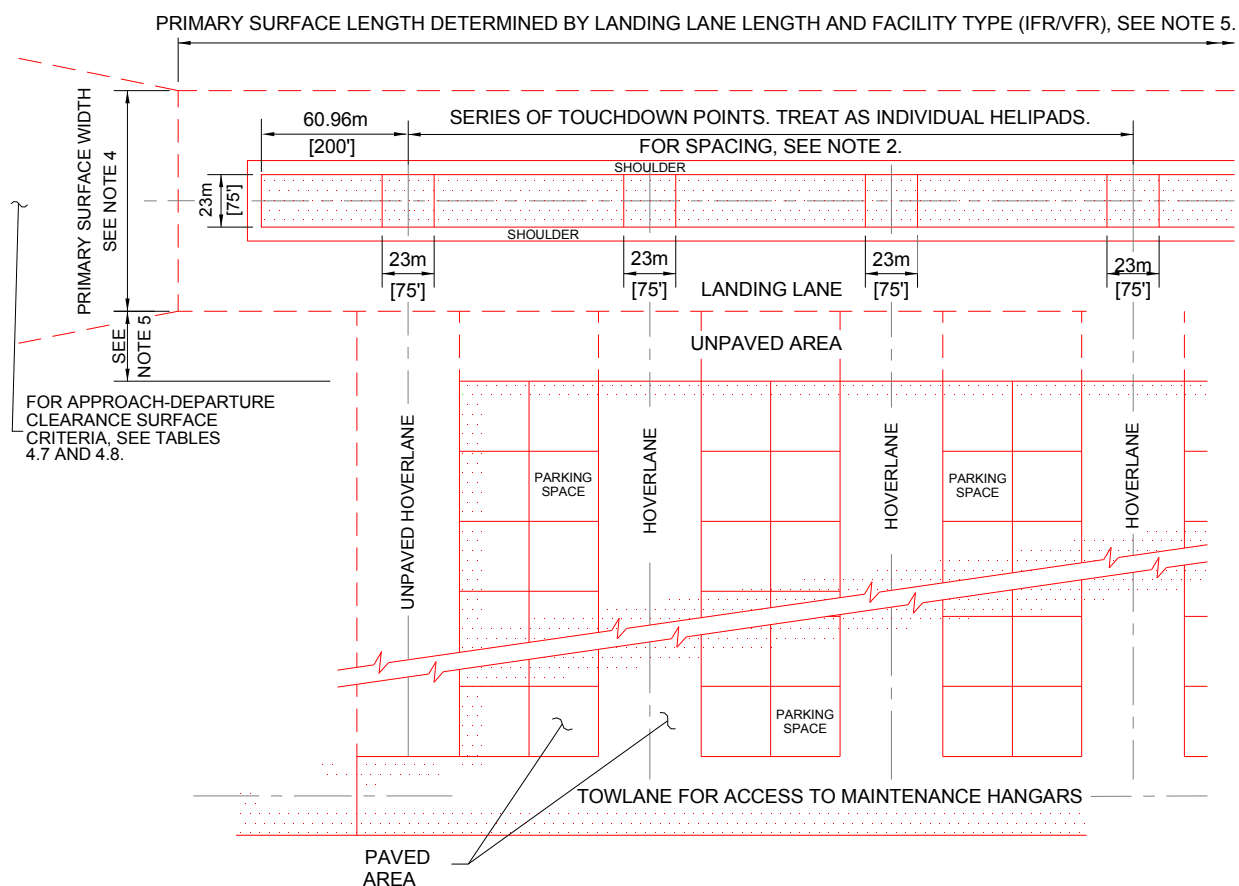 PRIMARY SURFACE LENGTH DETERMINED BY LANDING LANE LENGTH AND FACILITY TYPE (IFR/VFR), SEE NOTE 5.
PRIMARY SURFACE WIDTH
SEE NOTE 4
60.96m
[200']
SERIES OF TOUCHDOWN POINTS. TREAT AS INDIVIDUAL HELIPADS.
FOR SPACING, SEE NOTE 2.
SHOULDER
23m
[75']
SHOULDER
23m
[75']
23m
[75']
23m
[75']
23m
[75']
LANDING LANE
SEE
NOTE 5
UNPAVED AREA
FOR APPROACH-DEPARTURE
CLEARANCE SURFACE
CRITERIA, SEE TABLES
4.7 AND 4.8.
UNPAVED HOVERLANE
PARKING
SPACE
HOVERLANE
HOVERLANE
PARKING
SPACE
HOVERLANE
PARKING
SPACE
TOWLANE FOR ACCESS TO MAINTENANCE HANGARS
PAVED
AREA